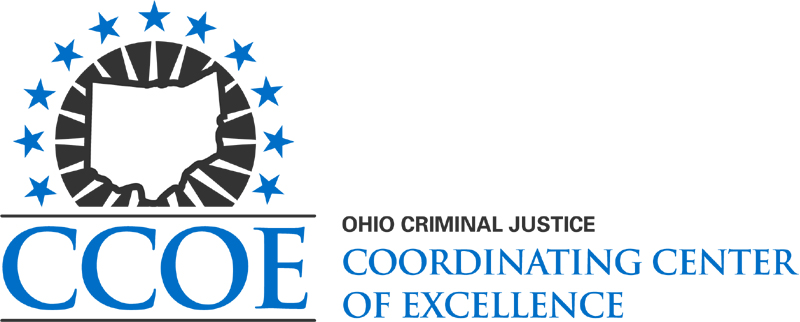 CCOE
OHIO CRIMINAL JUSTICE
COORDINATING CENTER
OF EXCELLENCE